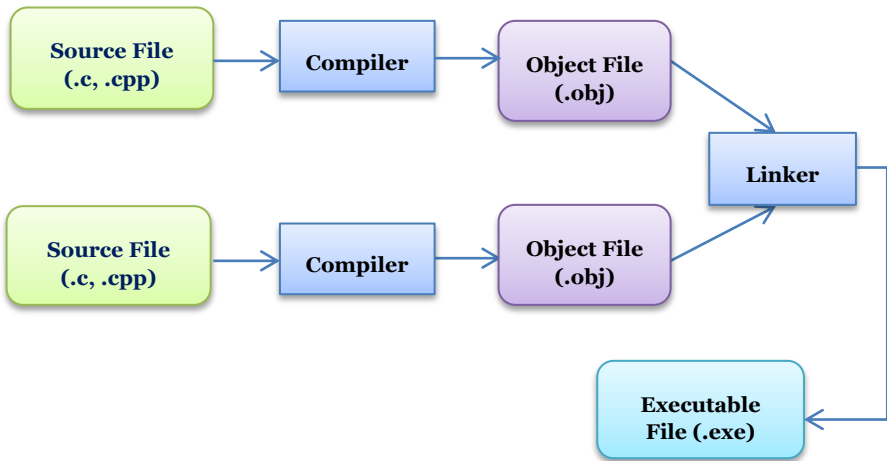 Source File
(.c, .cpp)
Compiler
Object File
(.obj)
Linker
Source File
(.c, .cpp)
Compiler
Object File
(.obj)
Executable
File (.exe)